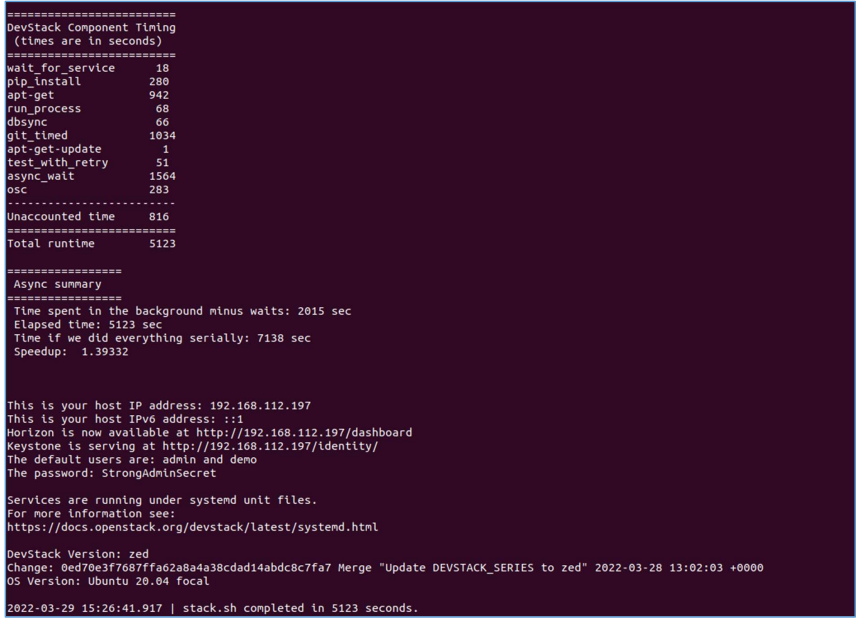 =========================
DevStack Component Timing
 (times are in seconds)
=========================
wait_for_service      18
pip_install          280
apt-get              942
run_process           68
dbsync                66
git_timed           1034
apt-get-update         1
test_with_retry       51
async_wait          1564
osc                  283
-------------------------
Unaccounted time     816
=========================
Total runtime       5123

=================
 Async summary
=================
 Time spent in the background minus waits: 2015 sec
 Elapsed time: 5123 sec
 Time if we did everything serially: 7138 sec
 Speedup:  1.39332

This is your host IP address: 192.168.112.197
This is your host IPv6 address: ::1
Horizon is now available at http://192.168.112.197/dashboard
Keystone is serving at http://192.168.112.197/identity/
The default users are: admin and demo
The password: StrongAdminSecret

Services are running under systemd unit files.
For more information see:
https://docs.openstack.org/devstack/latest/systemd.html

DevStack Version: zed
Change: 0ed70e3f7687ffa62a8a4a38cdad14abdc8c7fa7 Merge "Update DEVSTACK_SERIES to zed" 2022-03-28 13:02:03 +0000
OS Version: Ubuntu 20.04 focal

2022-03-29 15:26:41.917 | stack.sh completed in 5123 seconds.